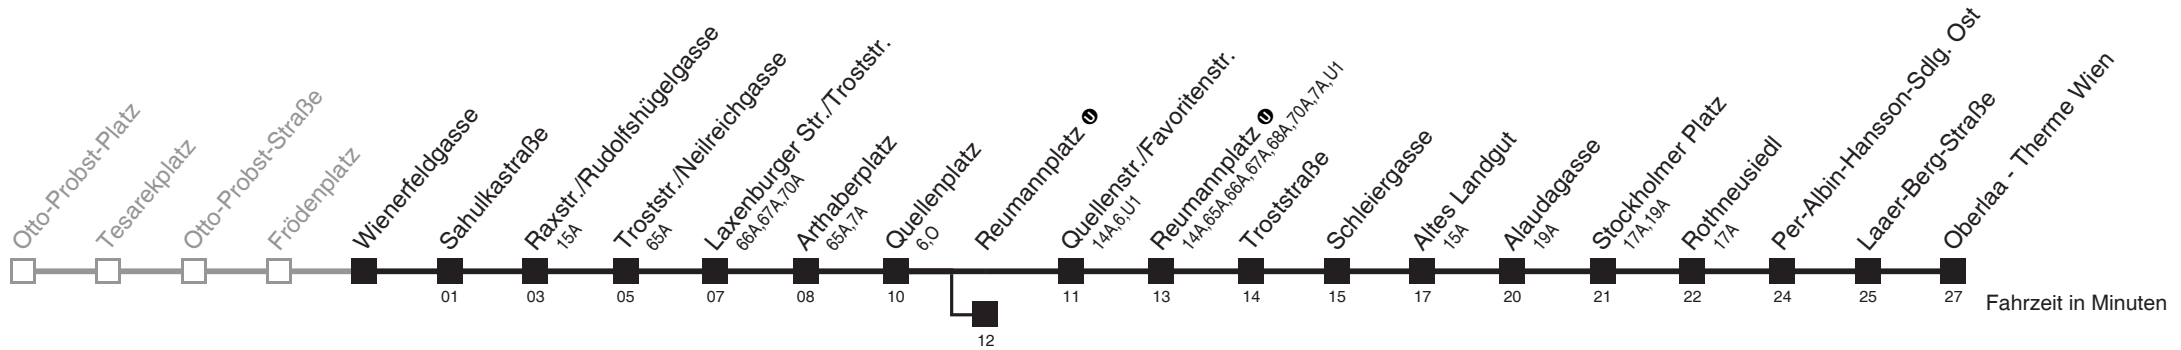 Otto-Probst-Platz
Tesarekplatz
Otto-Probst-Straße
Frödenplatz
Wienerfeldgasse
Sahulkastraße
01
Raxstr./Rudolfshügelgasse
15A
03
Troststr./Neilreichgasse
65A
05
Laxenburger Str./Troststr.
66A,67A,70A
07
Arthaberplatz
65A,7A
08
Quellenplatz
6,O
10
Reumannplatz U
12
Quellenstr./Favoritenstr.
14A,6,U1
11
Reumannplatz U
14A,65A,66A,67A,68A,70A,7A,U1
13
Troststraße
14
Schleiergasse
15
Altes Landgut
15A
17
Alaudagasse
19A
20
Stockholmer Platz
17A,19A
21
Rothneusiedl
17A
22
Per-Albin-Hansson-Sdlg. Ost
24
Laaer-Berg-Straße
25
Oberlaa - Therme Wien
27
Fahrzeit in Minuten